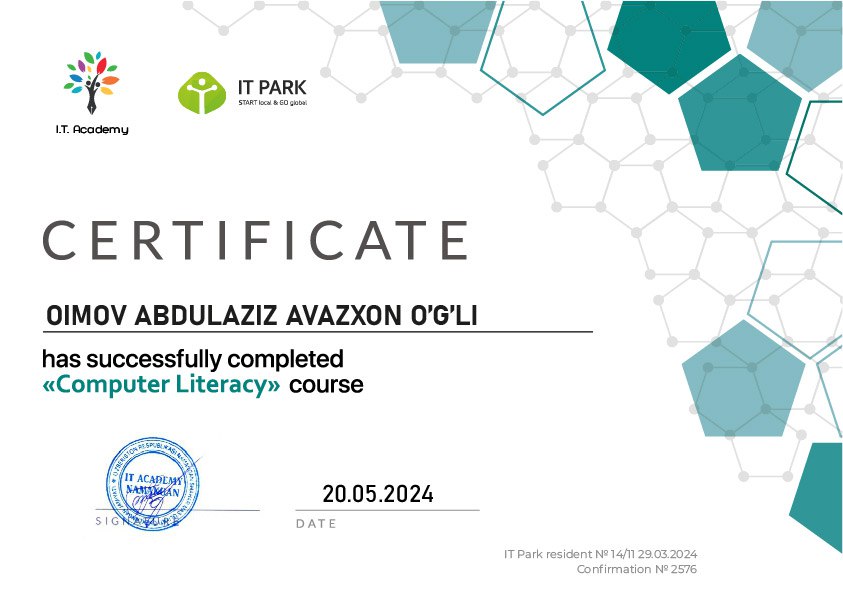 I.T. Academy
IT PARK
START local & GO global
CERTIFICATE
OIMOV ABDULAZIZ AVAZXON O'G'LI
has successfully completed
«Computer Literacy» course
IT ACADEMY
NAMANGAN
20.05.2024
SIGNATURE
DATE
IT Park resident № 14/11 29.03.2024
Confirmation № 2576